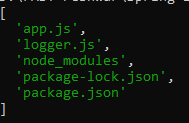 [
'app.js',
'logger.js',
'node_modules',
'package-lock.json',
'package.json'
]